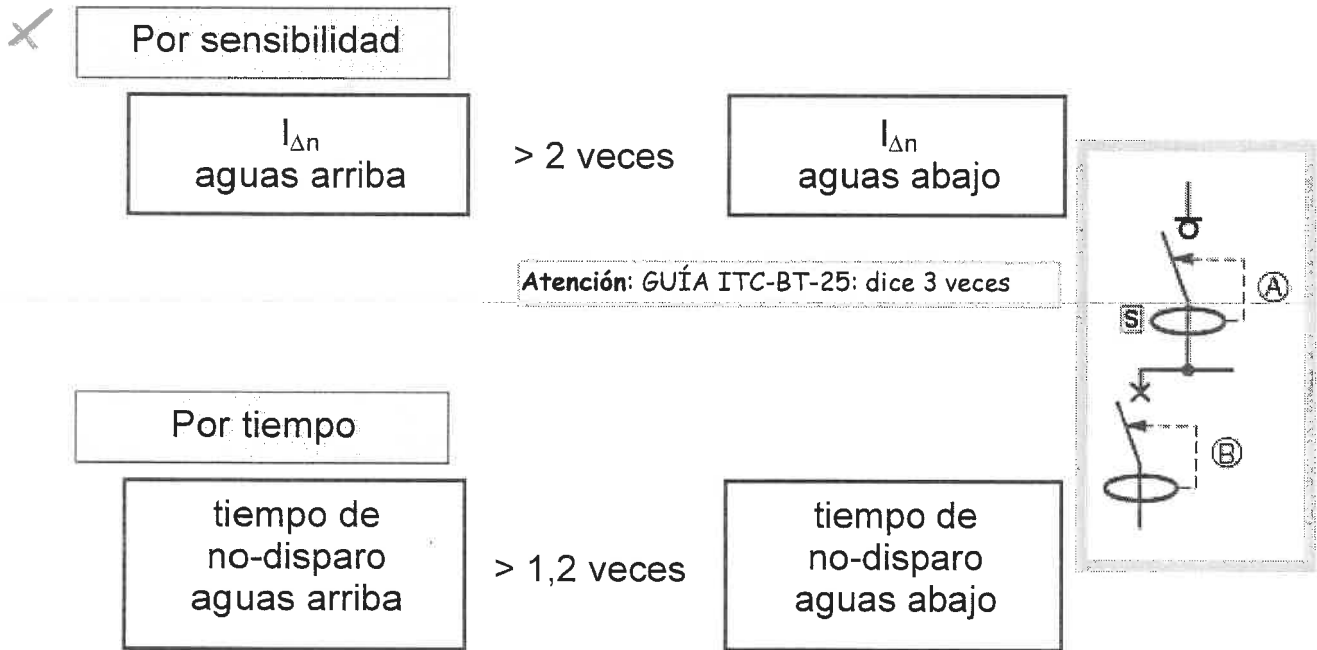 Por sensibilidad
I∆n
aguas arriba
> 2 veces
I∆n
aguas abajo
Atención: GUÍA ITC-BT-25: dice 3 veces
A
S
B
Por tiempo
tiempo de
no-disparo
aguas arriba
> 1,2 veces
tiempo de
no-disparo
aguas abajo